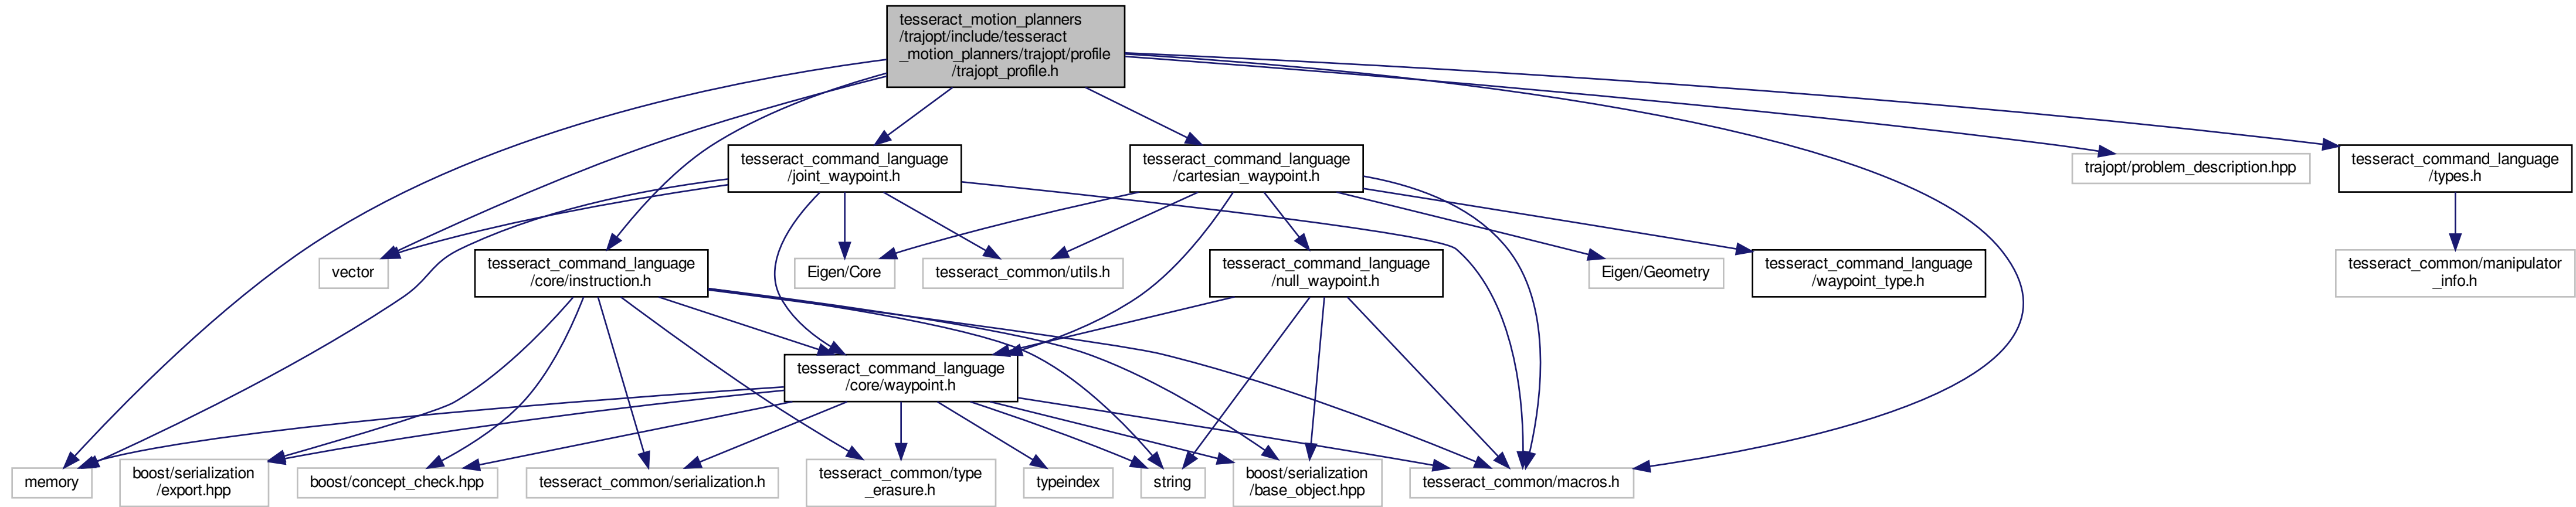 tesseract_motion_planners
/trajopt/include/tesseract
_motion_planners/trajopt/profile
/trajopt_profile.h
tesseract_command_language
/joint_waypoint.h
tesseract_command_language
/cartesian_waypoint.h
trajopt/problem_description.hpp
tesseract_command_language
/types.h
vector
tesseract_command_language
/core/instruction.h
Eigen/Core
tesseract_common/utils.h
tesseract_command_language
/null_waypoint.h
Eigen/Geometry
tesseract_command_language
/waypoint_type.h
tesseract_common/manipulator
_info.h
tesseract_command_language
/core/waypoint.h
memory
boost/serialization
/export.hpp
boost/concept_check.hpp
tesseract_common/serialization.h
tesseract_common/type
_erasure.h
typeindex
string
boost/serialization
/base_object.hpp
tesseract_common/macros.h